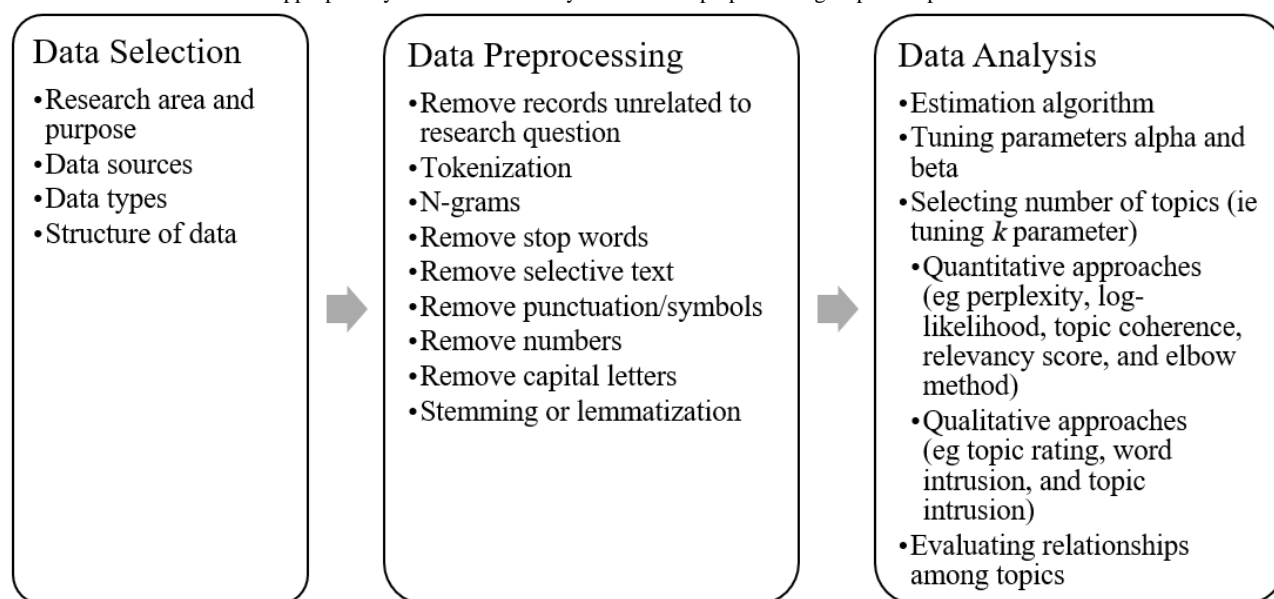 Data Selection
•Research area and
purpose
•Data sources
•Data types
•Structure of data
Data Preprocessing
•Remove records unrelated to
research question
•Tokenization
•N-grams
•Remove stop words
•Remove selective text
•Remove punctuation/symbols
•Remove numbers
•Remove capital letters
•Stemming or lemmatization
Data Analysis
•Estimation algorithm
•Tuning parameters alpha and
beta
•Selecting number of topics (ie
tuning k parameter)
•Quantitative approaches
(eg perplexity, log-
likelihood, topic coherence,
relevancy score, and elbow
method)
•Qualitative approaches
(eg topic rating, word
intrusion, and topic
intrusion)
•Evaluating relationships
among topics